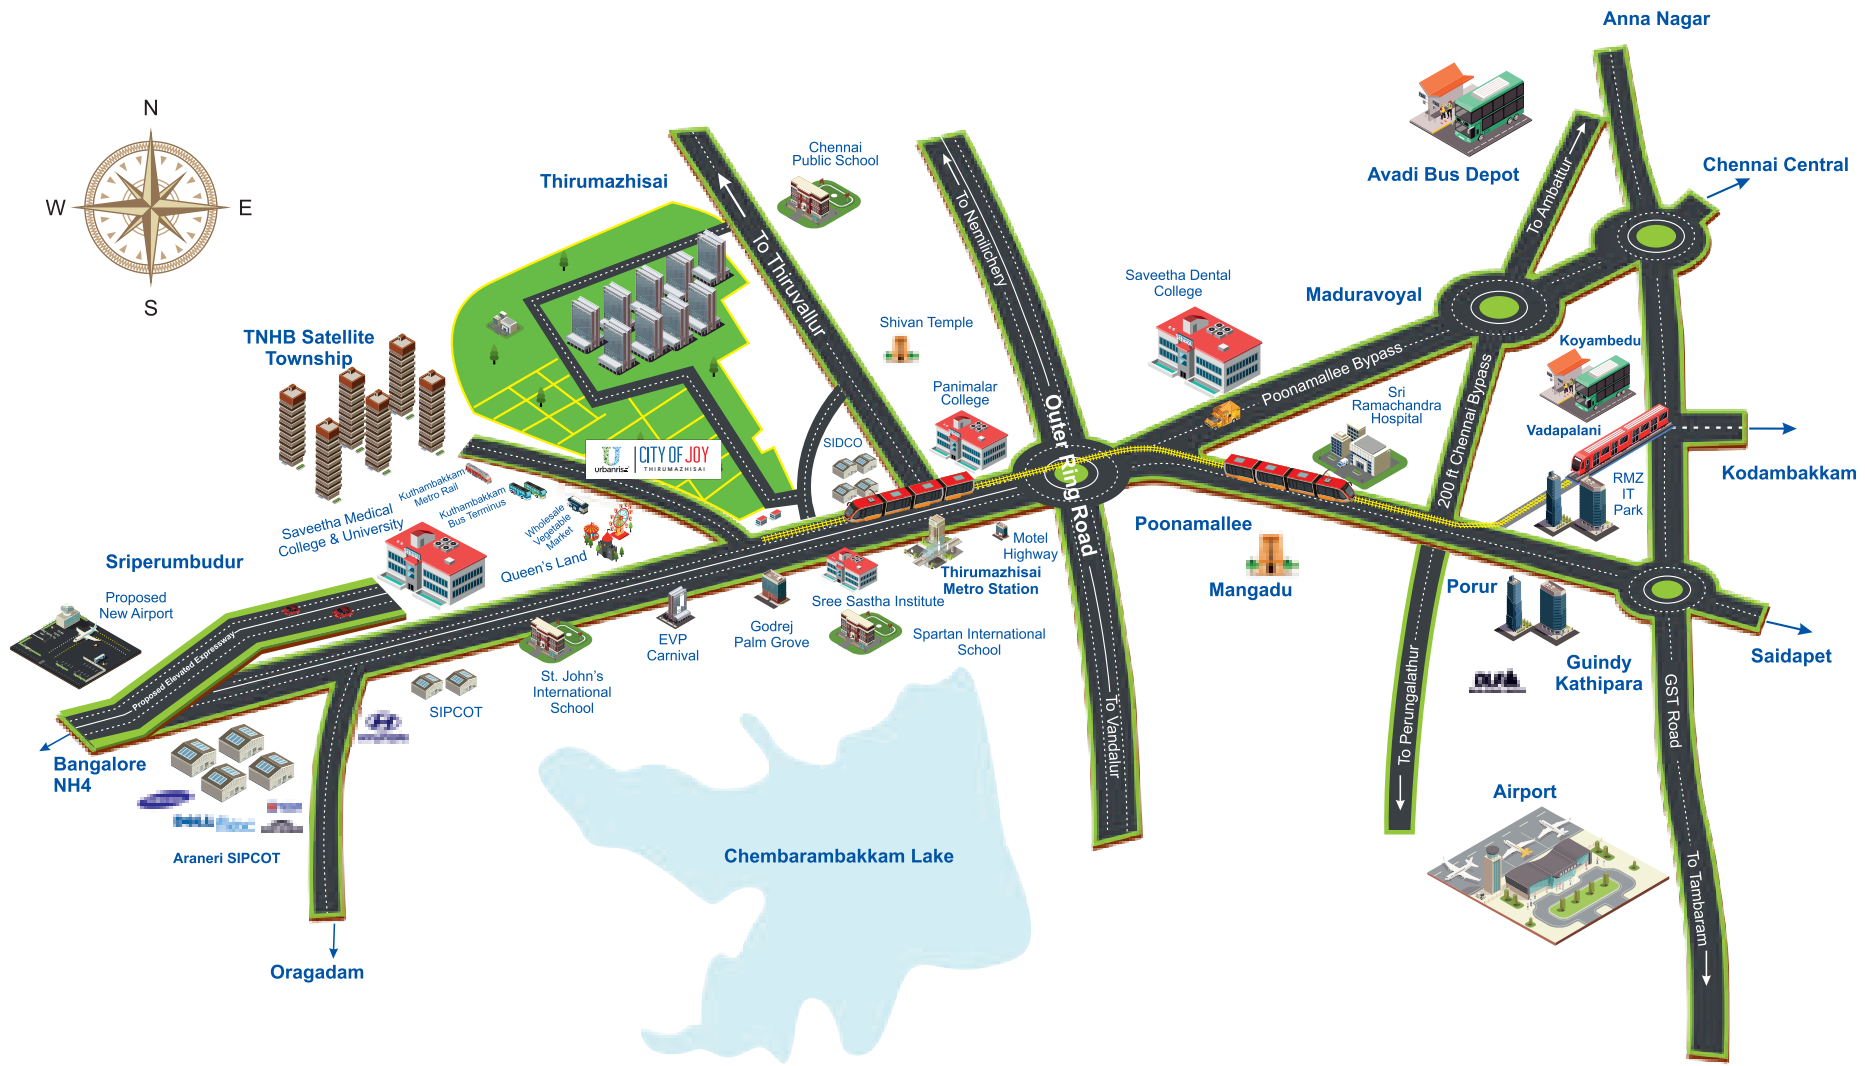 Anna Nagar
N
W
E
S
Chennai
Public School
Thirumazhisai
To Thiruvallur
To Nemilichery
Avadi Bus Depot
To Ambattur
Chennai Central
Saveetha Dental
College
Maduravoyal
Shivan Temple
TNHB Satellite
Township
Koyambedu
Poonamallee Bypass
Panimalar
College
Sri
Ramachandra
Hospital
200 ft Chennai Bypass
Vadapalani
Kodambakkam
RMZ
IT
Park
SIDCO
urbanrise
CITY OF JOY
THIRUMAZHISAI
Outer Ring Road
Kuthambakkam
Metro Rail
Kuthambakkam
Bus Terminus
Wholesale
Vegetable
Market
Saveetha Medical
College & University
Queen's Land
Poonamallee
Motel
Highway
Thirumazhisai
Metro Station
Mangadu
Porur
Sriperumbudur
Proposed
New Airport
Proposed Elevated Expressway
Sree Sastha Institute
Godrej
Palm Grove
EVP
Carnival
Spartan International
School
St. John's
International
School
SIPCOT
Guindy
Kathipara
Saidapet
GST Road
To Perungalathur
To Vandalur
Bangalore
NH4
DELL
Airport
Araneri SIPCOT
Chembarambakkam Lake
To Tambaram
Oragadam